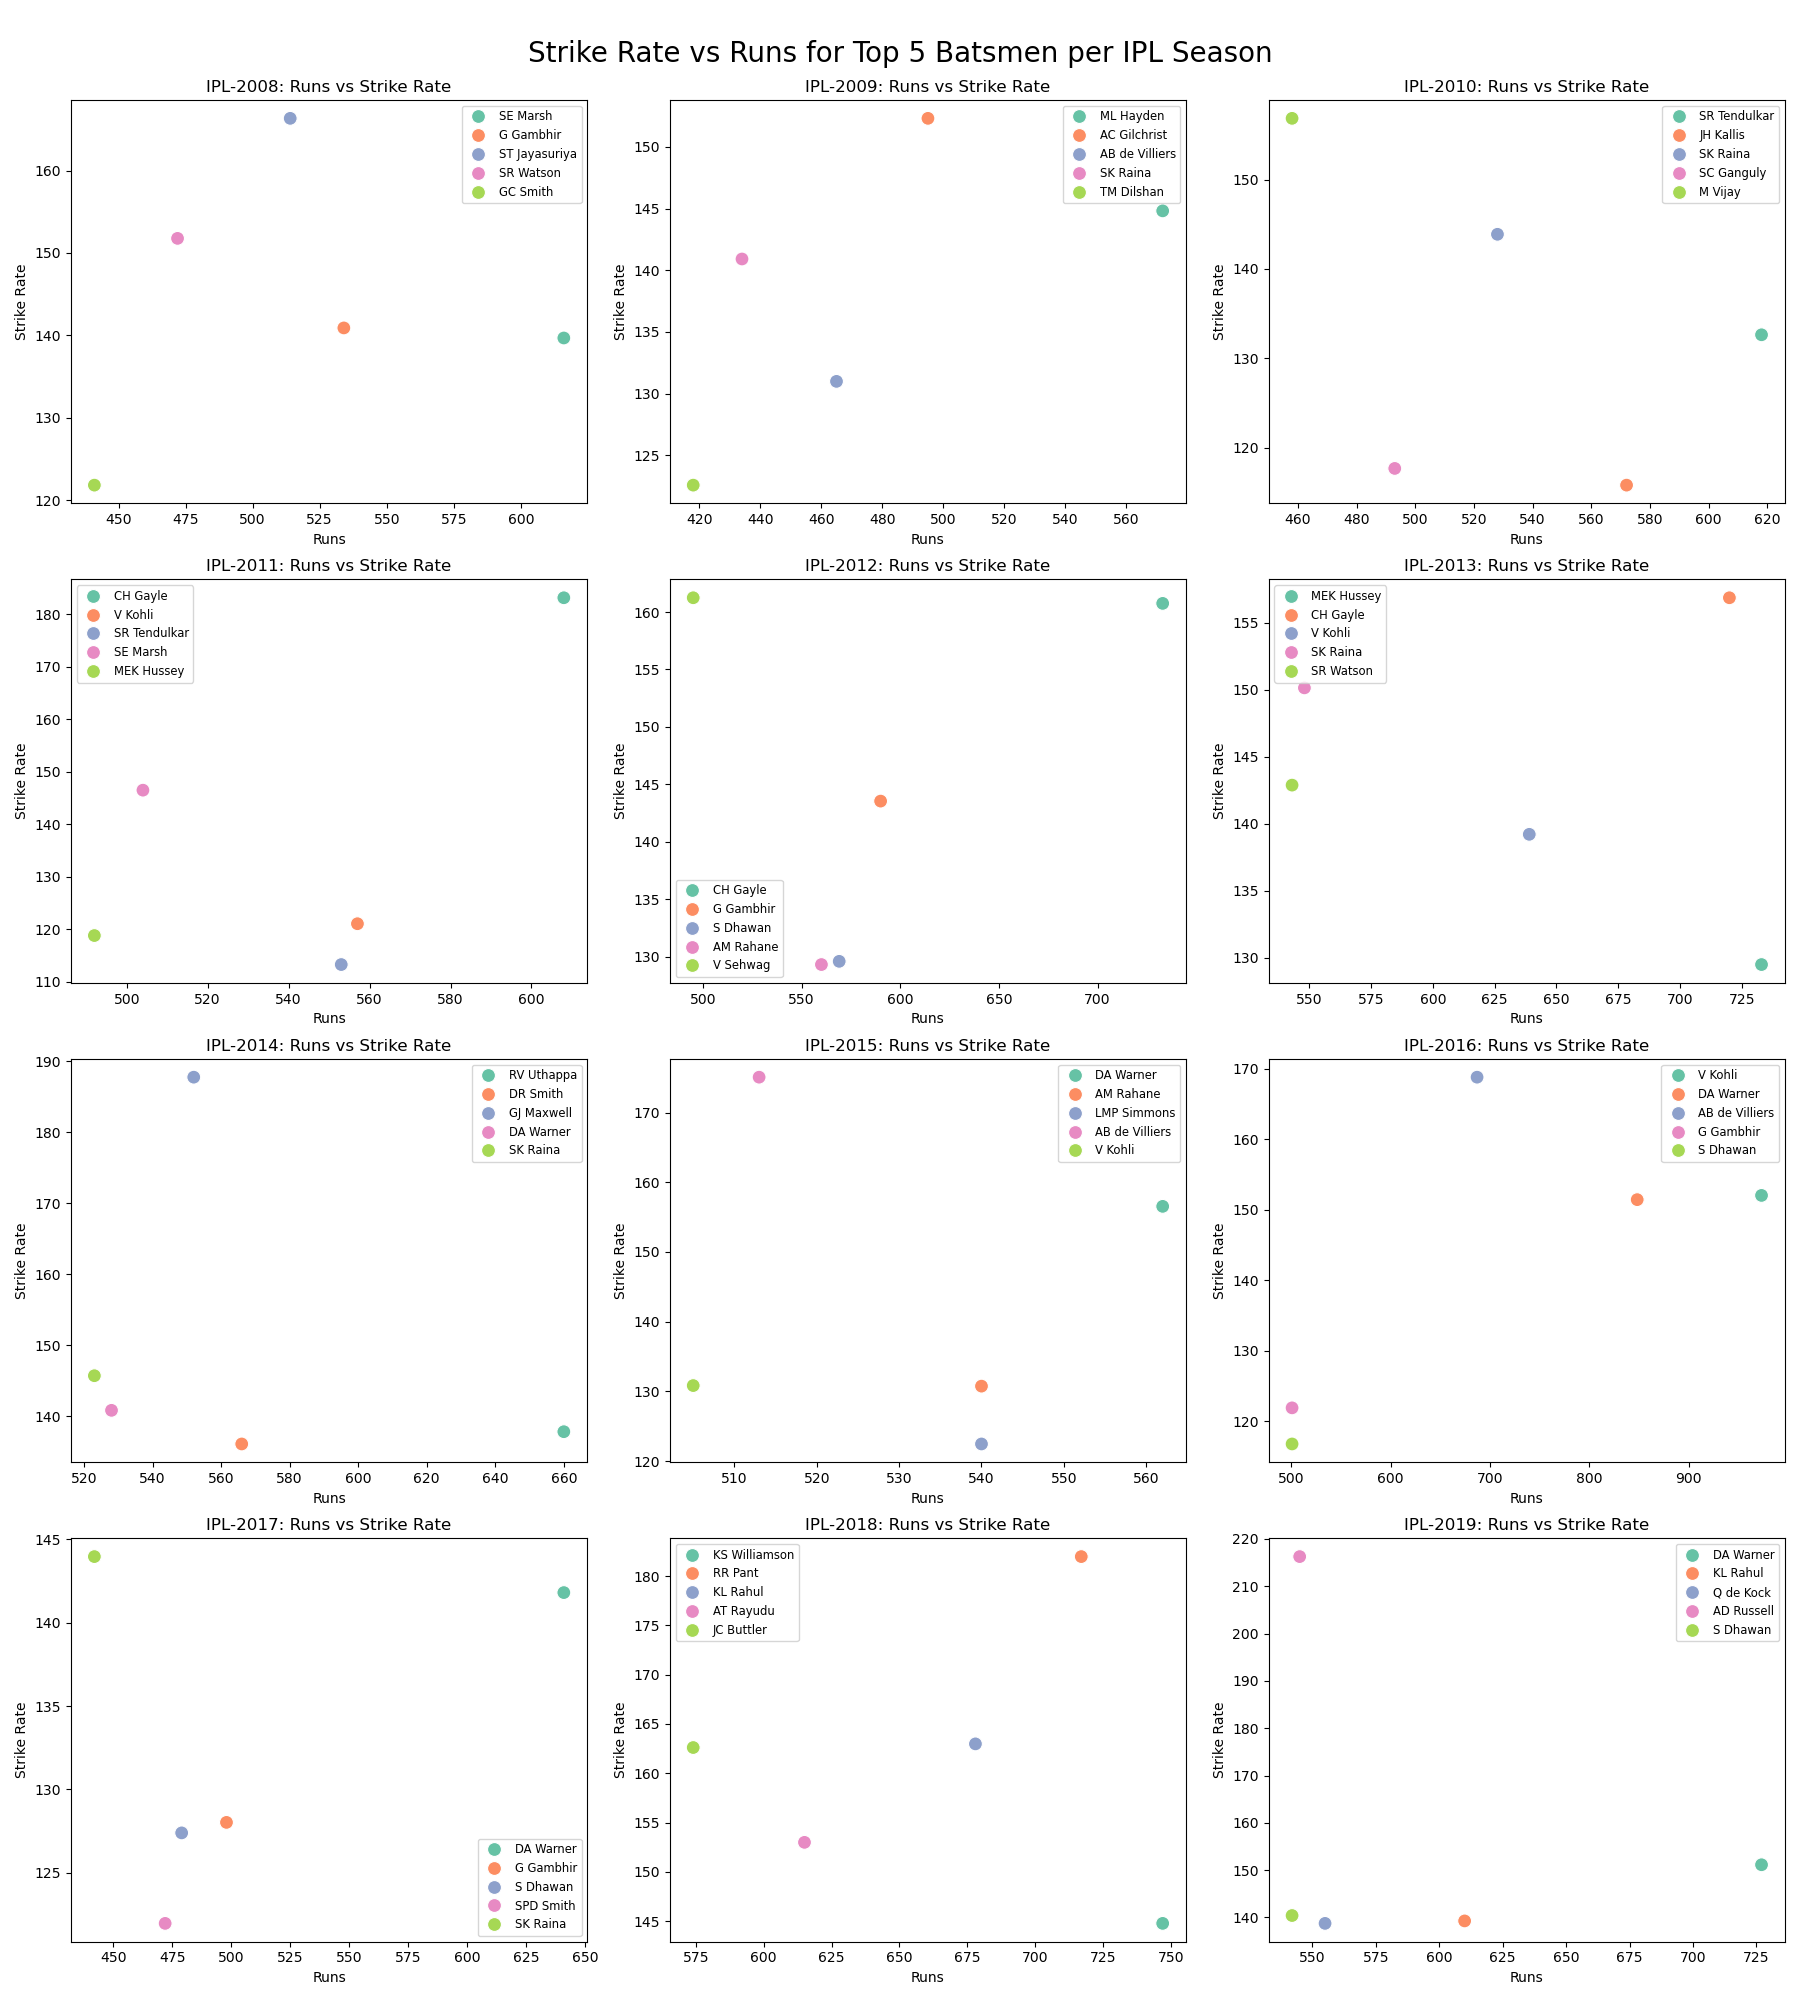 Strike Rate vs Runs for Top 5 Batsmen per IPL Season
IPL-2008: Runs vs Strike Rate
SE Marsh
G Gambhir
ST Jayasuriya
SR Watson
GC Smith
160
150
140
130
120
Strike Rate
450 475 500 525 550 575 600
Runs
IPL-2009: Runs vs Strike Rate
ML Hayden
AC Gilchrist
AB de Villiers
SK Raina
TM Dilshan
150
145
140
135
130
125
Strike Rate
420 440 460 480 500 520 540 560
Runs
IPL-2010: Runs vs Strike Rate
SR Tendulkar
JH Kallis
SK Raina
SC Ganguly
M Vijay
150
140
130
120
Strike Rate
460 480 500 520 540 560 580 600 620
Runs
IPL-2011: Runs vs Strike Rate
CH Gayle
V Kohli
SR Tendulkar
SE Marsh
MEK Hussey
180
170
160
150
140
130
120
110
Strike Rate
500 520 540 560 580 600
Runs
IPL-2012: Runs vs Strike Rate
160
155
150
145
140
135
130
Strike Rate
CH Gayle
G Gambhir
S Dhawan
AM Rahane
V Sehwag
500 550 600 650 700
Runs
IPL-2013: Runs vs Strike Rate
MEK Hussey
CH Gayle
V Kohli
SK Raina
SR Watson
155
150
145
140
135
130
Strike Rate
550 575 600 625 650 675 700 725
Runs
IPL-2014: Runs vs Strike Rate
RV Uthappa
DR Smith
GJ Maxwell
DA Warner
SK Raina
190
180
170
160
150
140
Strike Rate
520 540 560 580 600 620 640 660
Runs
IPL-2015: Runs vs Strike Rate
DA Warner
AM Rahane
LMP Simmons
AB de Villiers
V Kohli
170
160
150
140
130
120
Strike Rate
510 520 530 540 550 560
Runs
IPL-2016: Runs vs Strike Rate
V Kohli
DA Warner
AB de Villiers
G Gambhir
S Dhawan
170
160
150
140
130
120
Strike Rate
500 600 700 800 900
Runs
IPL-2017: Runs vs Strike Rate
145
140
135
130
125
Strike Rate
DA Warner
G Gambhir
S Dhawan
SPD Smith
SK Raina
450 475 500 525 550 575 600 625 650
Runs
IPL-2018: Runs vs Strike Rate
KS Williamson
RR Pant
KL Rahul
AT Rayudu
JC Buttler
180
175
170
165
160
155
150
145
Strike Rate
575 600 625 650 675 700 725 750
Runs
IPL-2019: Runs vs Strike Rate
DA Warner
KL Rahul
Q de Kock
AD Russell
S Dhawan
220
210
200
190
180
170
160
150
140
Strike Rate
550 575 600 625 650 675 700 725
Runs